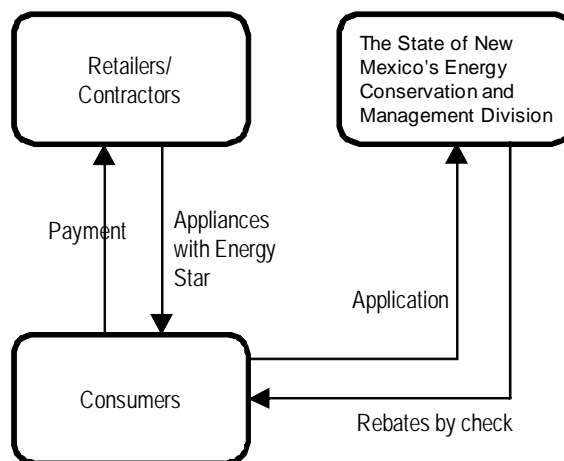 Retailers/
Contractors
The State of New
Mexico's Energy
Conservation and
Management Division
Payment
Appliances
with Energy
Star
Application
Consumers
Rebates by check